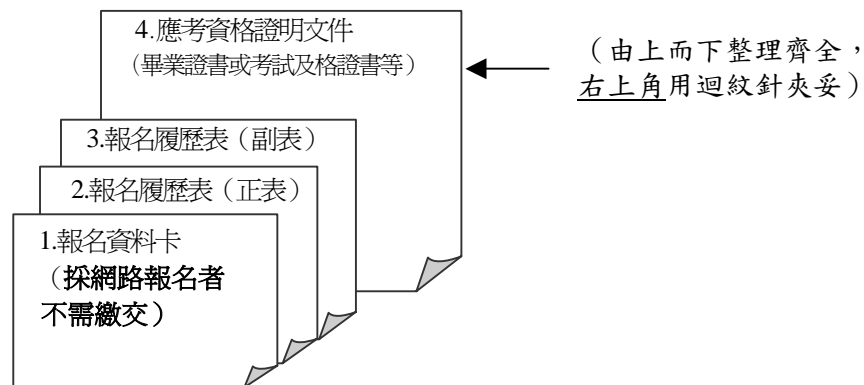 4.應考資格證明文件
（畢業證書或考試及格證書等）
（由上而下整理齊全，
右上角用迴紋針夾妥）
3.報名履歷表（副表）
2.報名履歷表（正表）
1.報名資料卡
（採網路報名者
不需繳交）